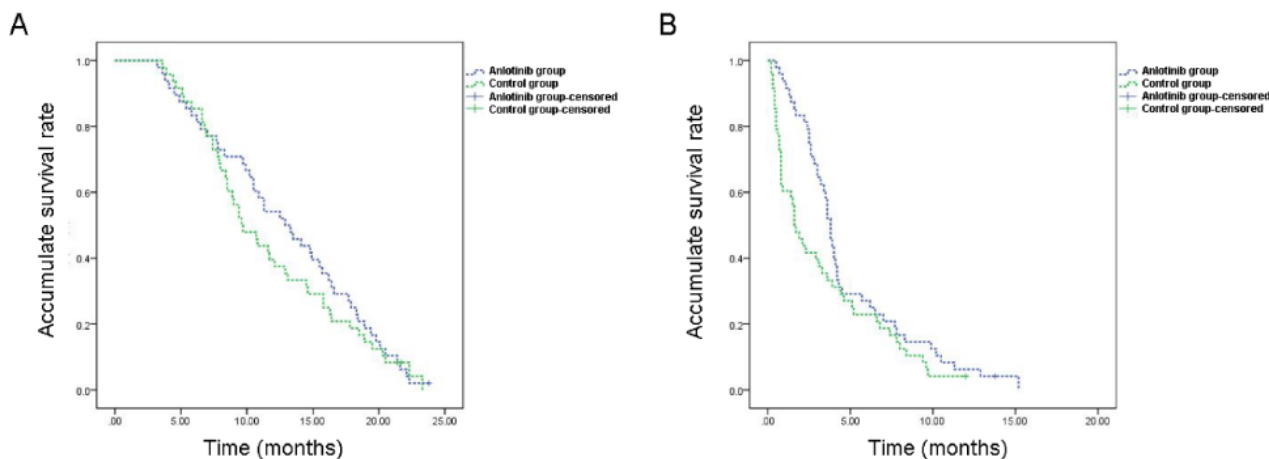 A
Accumulate survival rate
1.0
0.8
0.6
0.4
0.2
0.0
.00
5.00
10.00
15.00
20.00
25.00
Time (months)
Anlotinib group
Control group
Anlotinib group-censored
Control group-censored
B
Accumulate survival rate
1.0
0.8
0.6
0.4
0.2
0.0
.00
5.00
10.00
15.00
20.00
Time (months)
Anlotinib group
Control group
Anlotinib group-censored
Control group-censored